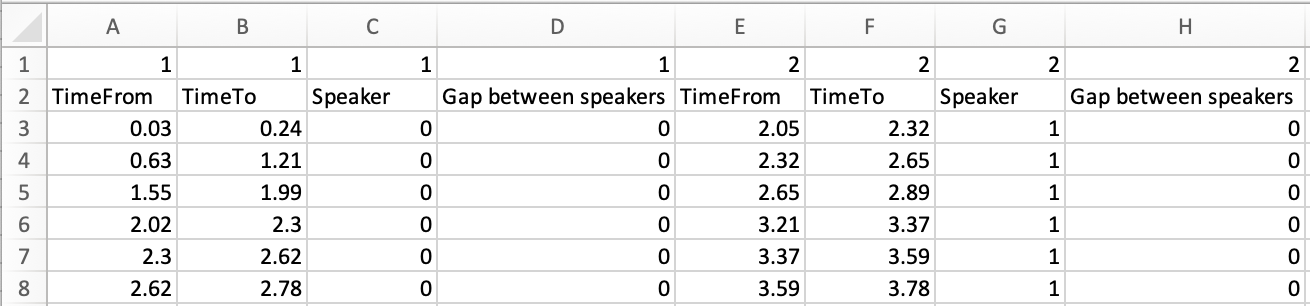 A B C D E F G H
1 1 1 1 1 2 2 2 2
2 TimeFrom TimeTo Speaker Gap between speakers TimeFrom TimeTo Speaker Gap between speakers
3 0.03 0.24 0 0 2.05 2.32 1 0
4 0.63 1.21 0 0 2.32 2.65 1 0
5 1.55 1.99 0 0 2.65 2.89 1 0
6 2.02 2.3 0 0 3.21 3.37 1 0
7 2.3 2.62 0 0 3.37 3.59 1 0
8 2.62 2.78 0 0 3.59 3.78 1 0